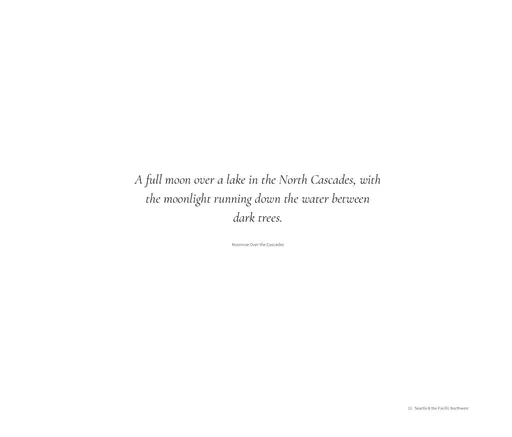 A full moon over a lake in the North Cascades, with
the moonlight running down the water between
dark trees.
Moonrise Over the Cascades
Seattle & the Pacific Northwest